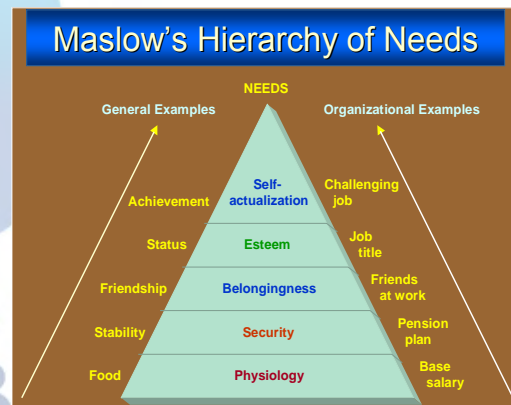 Maslow's Hierarchy of Needs
NEEDS
General Examples
Organizational Examples
Achievement
Self-
actualization
Challenging
job
Status
Esteem
Job
title
Friendship
Belongingness
Friends
at work
Stability
Security
Pension
plan
Food
Physiology
Base
salary